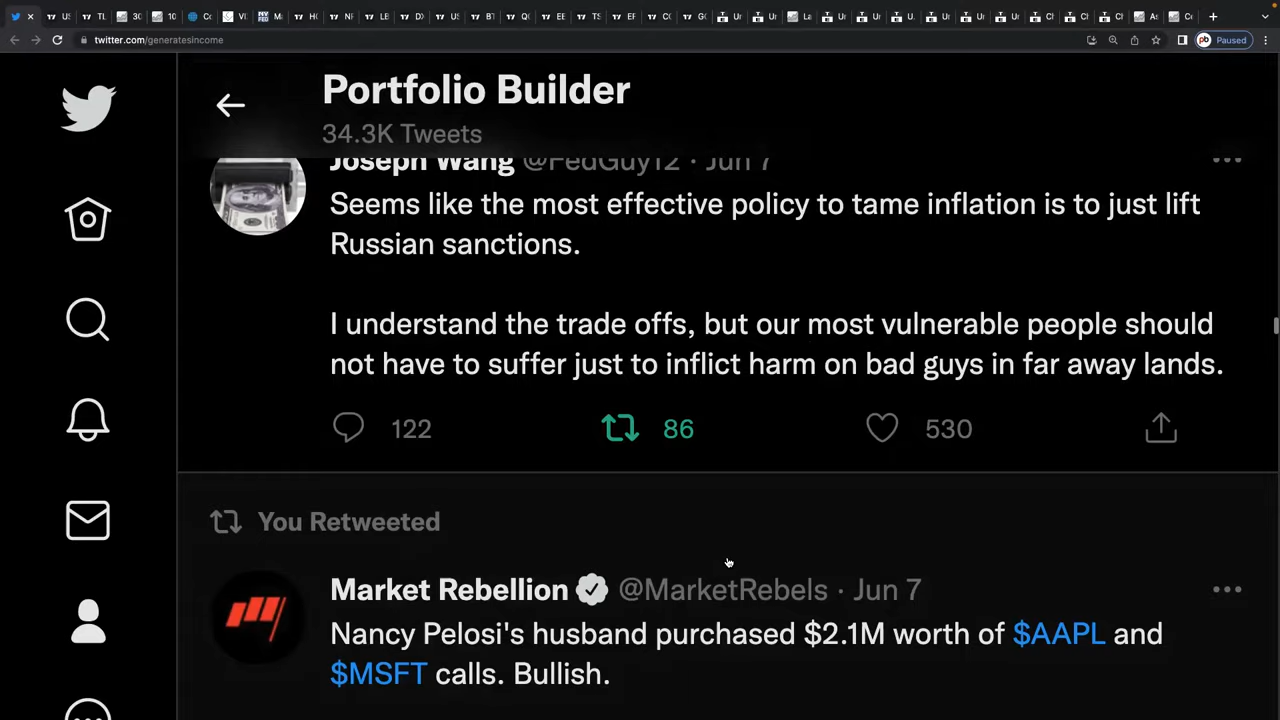 twitter.com/generatesincome
Paused
Portfolio Builder
34.3K Tweets
Joseph Wang @FedGuy12 · Jun 7
Seems like the most effective policy to tame inflation is to just lift
Russian sanctions.
I understand the trade offs, but our most vulnerable people should
not have to suffer just to inflict harm on bad guys in far away lands.
122 86 530
You Retweeted
Market Rebellion @MarketRebels · Jun 7
Nancy Pelosi's husband purchased $2.1M worth of $AAPL and
$MSFT calls. Bullish.